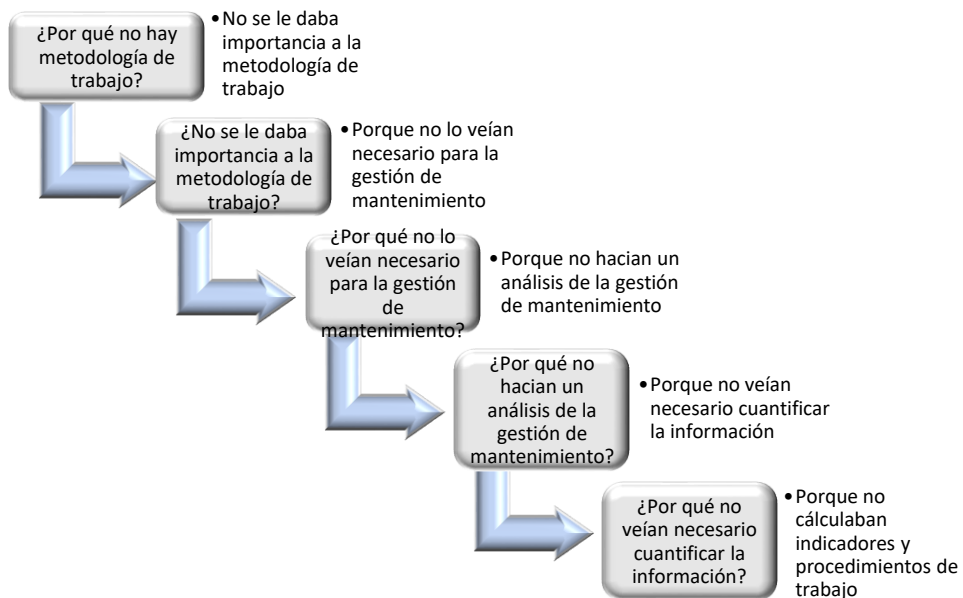 ¿Por qué no hay
metodología de
trabajo?
•No se le daba
importancia a la
metodología de
trabajo
¿No se le daba
importancia a la
metodología de
trabajo?
•Porque no lo veían
necesario para la
gestión de
mantenimiento
¿Por qué no lo
veían necesario
para la gestión
de
mantenimiento?
•Porque no hacian un
análisis de la gestión
de mantenimiento
¿Por qué no
hacian un
análisis de la
gestión de
mantenimiento?
•Porque no veían
necesario cuantificar
la información
¿Por qué no
veían necesario
cuantificar la
información?
•Porque no
cálculaban
indicadores y
procedimientos de
trabajo